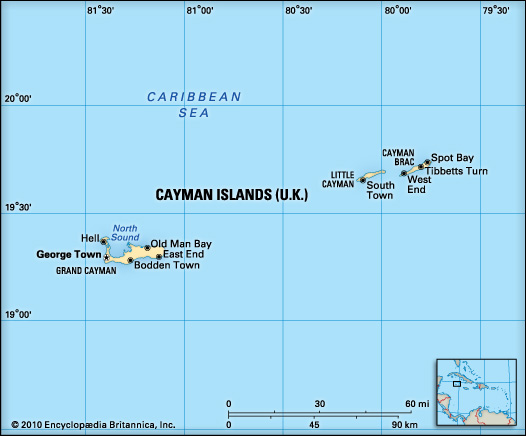 81°30'
81°00'
80°30'
80°00'
79°30'
CARIBBEAN
SEA
20°00'
CAYMAN
BRAC
Spot Bay
Tibbetts Turn
West
End
LITTLE
CAYMAN
South
Town
CAYMAN ISLANDS (U.K.)
19°30'
North
Sound
Hell
Old Man Bay
George Town
East End
GRAND CAYMAN
Bodden Town
19°00'
0 30 60 mi
0 45 90 km
© 2010 Encyclopædia Britannica, Inc.